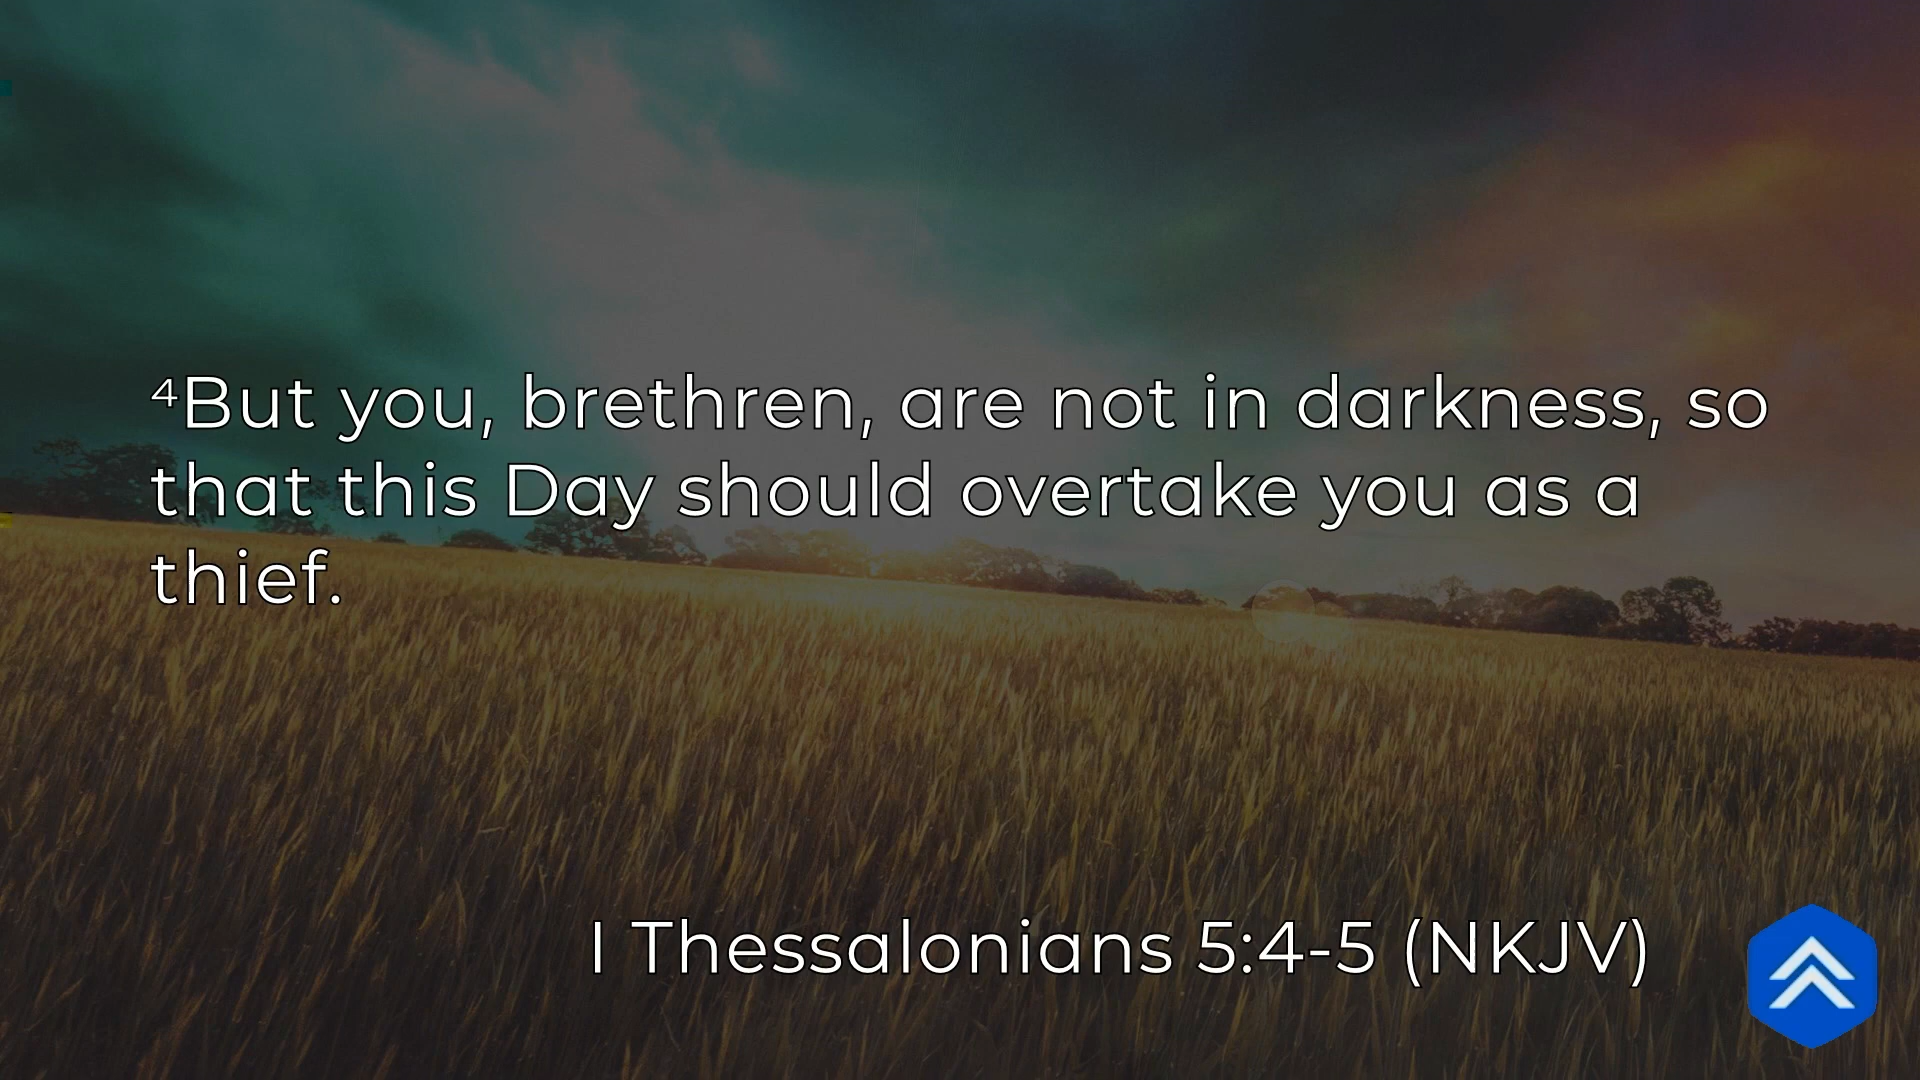 ⁴But you, brethren, are not in darkness, so
that this Day should overtake you as a
thief.
I Thessalonians 5:4-5 (NKJV)